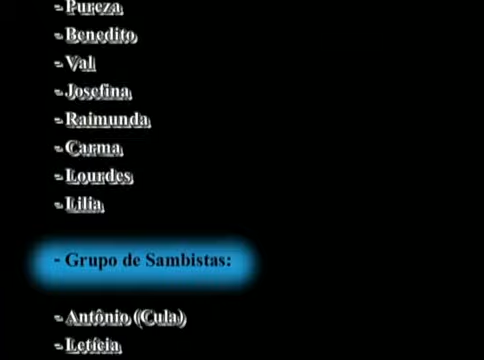 - Pureza
- Benedito
- Val
- Josefina
- Raimunda
- Carma
- Lourdes
- Lilia
- Grupo de Sambistas:
- Antônio (Cula)
- Letícia